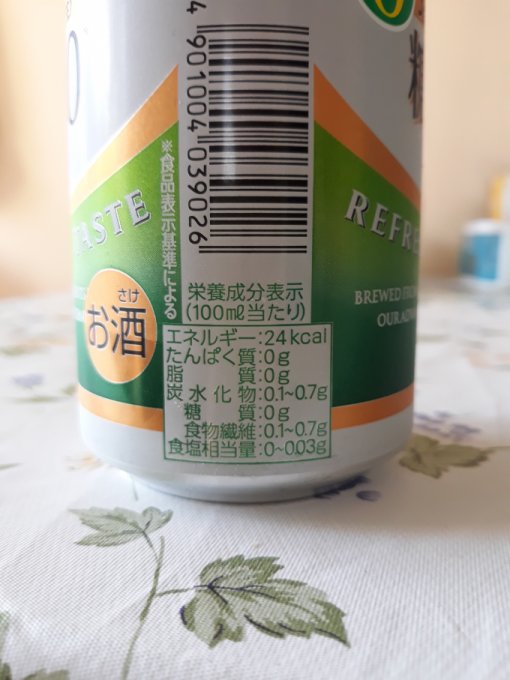 4 901004 039026
※食品表示基準による
TASTE
REFRE
さけ
お酒
BREWED FRO
OUR AD
栄養成分表示
(100ml当たり)
エネルギー:24kcal
たんぱく質:0g
脂質:0g
炭水化物:0.1~0.7g
糖質:0g
食物繊維:0.1~0.7g
食塩相当量:0~0.03g